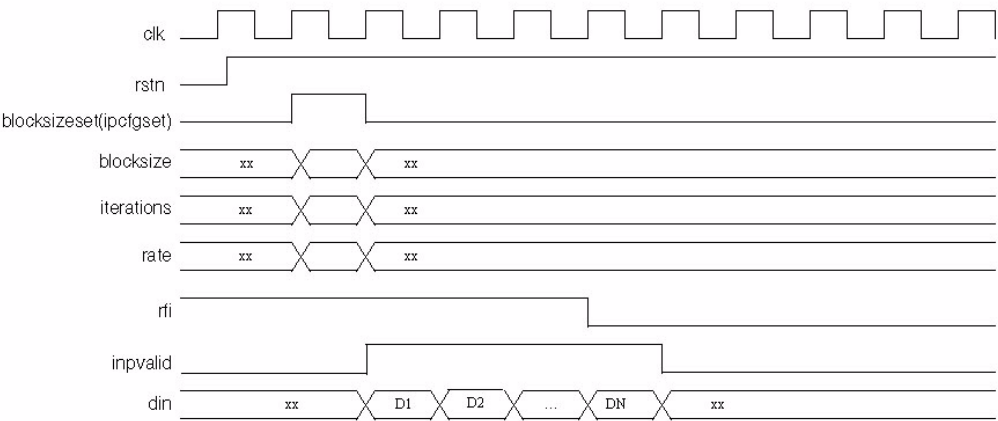 clk
rstn
blocksizeset(ipcfgset)
blocksize xx xx
iterations xx xx
rate xx xx
rfi
inpvalid
din xx D1 D2 ... DN xx